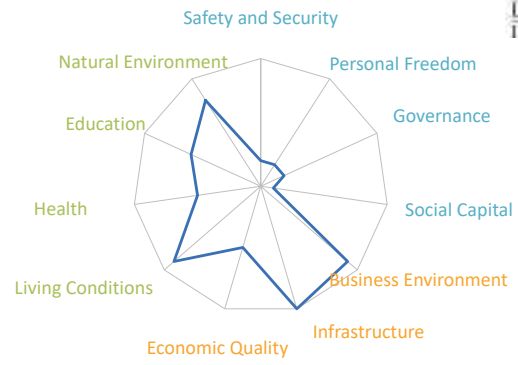 Safety and Security
Personal Freedom
Governance
Social Capital
Business Environment
Infrastructure
Economic Quality
Living Conditions
Health
Education
Natural Environment